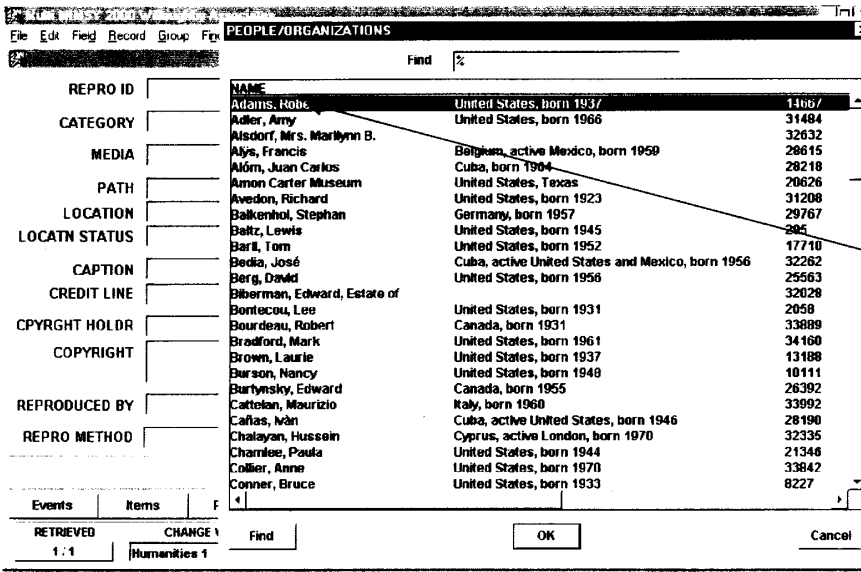 File Edit Field Record Group
PEOPLE/ORGANIZATIONS
Find %
REPRO ID
CATEGORY
MEDIA
PATH
LOCATION
LOCATN STATUS
CAPTION
CREDIT LINE
CPYRGHT HOLDR
COPYRIGHT
REPRODUCED BY
REPRO METHOD
NAME
Adams, Robe United States, born 1937 14667
Adler, Amy United States, born 1966 31484
Alsdorf, Mrs. Marilynn B. 32632
Alÿs, Francis Belgium, active Mexico, born 1959 28615
Alóm, Juan Carlos Cuba, born 1964 28218
Amon Carter Museum United States, Texas 20626
Avedon, Richard United States, born 1923 31208
Balkenhol, Stephan Germany, born 1957 29767
Baltz, Lewis United States, born 1945 295
Baril, Tom United States, born 1952 17710
Bedia, José Cuba, active United States and Mexico, born 1956 32262
Berg, David United States, born 1956 25563
Biberman, Edward, Estate of 32028
Bontecou, Lee United States, born 1931 2058
Bourdeau, Robert Canada, born 1931 33889
Bradford, Mark United States, born 1961 34160
Brown, Laurie United States, born 1937 13188
Burson, Nancy United States, born 1948 10111
Burtynsky, Edward Canada, born 1955 26392
Cattelan, Maurizio Italy, born 1960 33992
Cañas, Ivàn Cuba, active United States, born 1946 28190
Chalayan, Hussein Cyprus, active London, born 1970 32335
Chamlee, Paula United States, born 1944 21346
Collier, Anne United States, born 1970 33842
Conner, Bruce United States, born 1933 8227
Events Items
RETRIEVED CHANGE
1 / 1 Humanities 1
Find OK Cancel